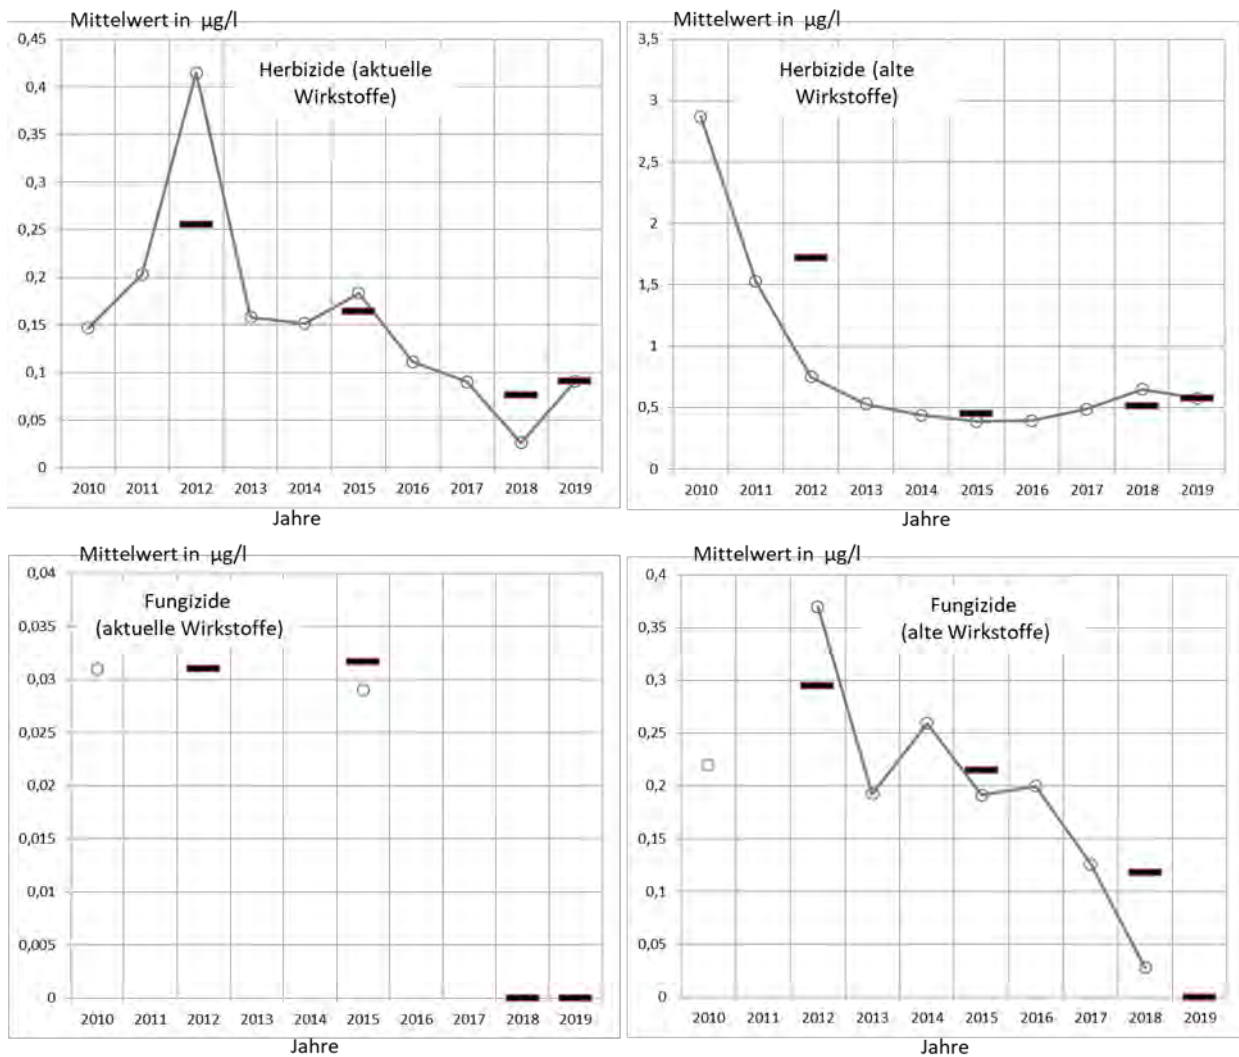 Mittelwert in µg/l
0,45
0,4
0,35
0,3
0,25
0,2
0,15
0,1
0,05
0
Herbizide (aktuelle
Wirkstoffe)
2010 2011 2012 2013 2014 2015 2016 2017 2018 2019
Jahre
Mittelwert in µg/l
3,5
3
2,5
2
1,5
1
0,5
0
Herbizide (alte
Wirkstoffe)
2010 2011 2012 2013 2014 2015 2016 2017 2018 2019
Jahre
Mittelwert in µg/l
0,04
0,035
0,03
0,025
0,02
0,015
0,01
0,005
0
Fungizide
(aktuelle Wirkstoffe)
2010 2011 2012 2013 2014 2015 2016 2017 2018 2019
Jahre
Mittelwert in µg/l
0,4
0,35
0,3
0,25
0,2
0,15
0,1
0,05
0
Fungizide
(alte Wirkstoffe)
2010 2011 2012 2013 2014 2015 2016 2017 2018 2019
Jahre